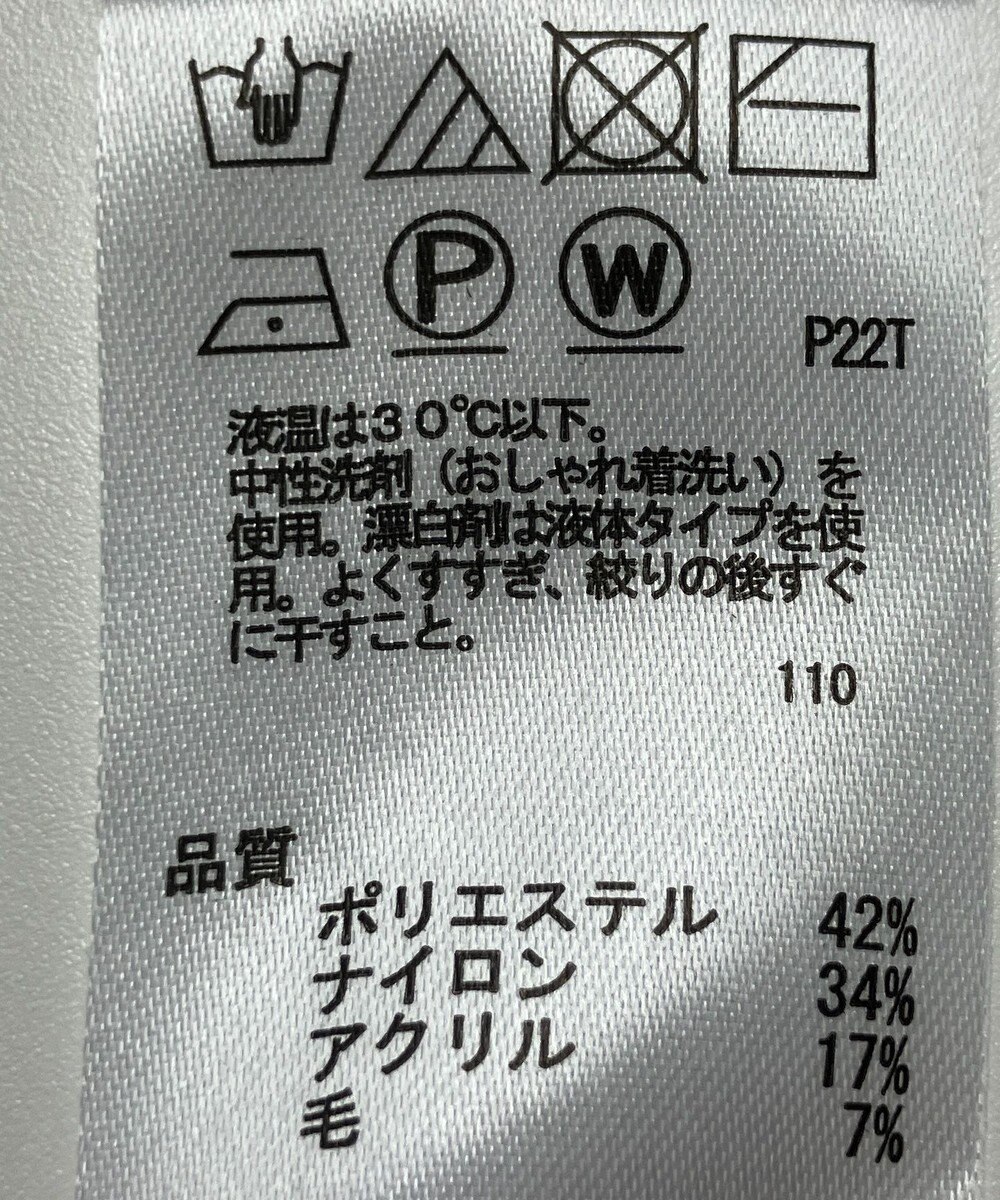 P W
P22T
液温は30℃以下。
中性洗剤(おしゃれ着洗い)を
使用。漂白剤は液体タイプを使
用。よくすすぎ、絞りの後すぐ
に干すこと。
110
品質
ポリエステル 42%
ナイロン 34%
アクリル 17%
毛 7%